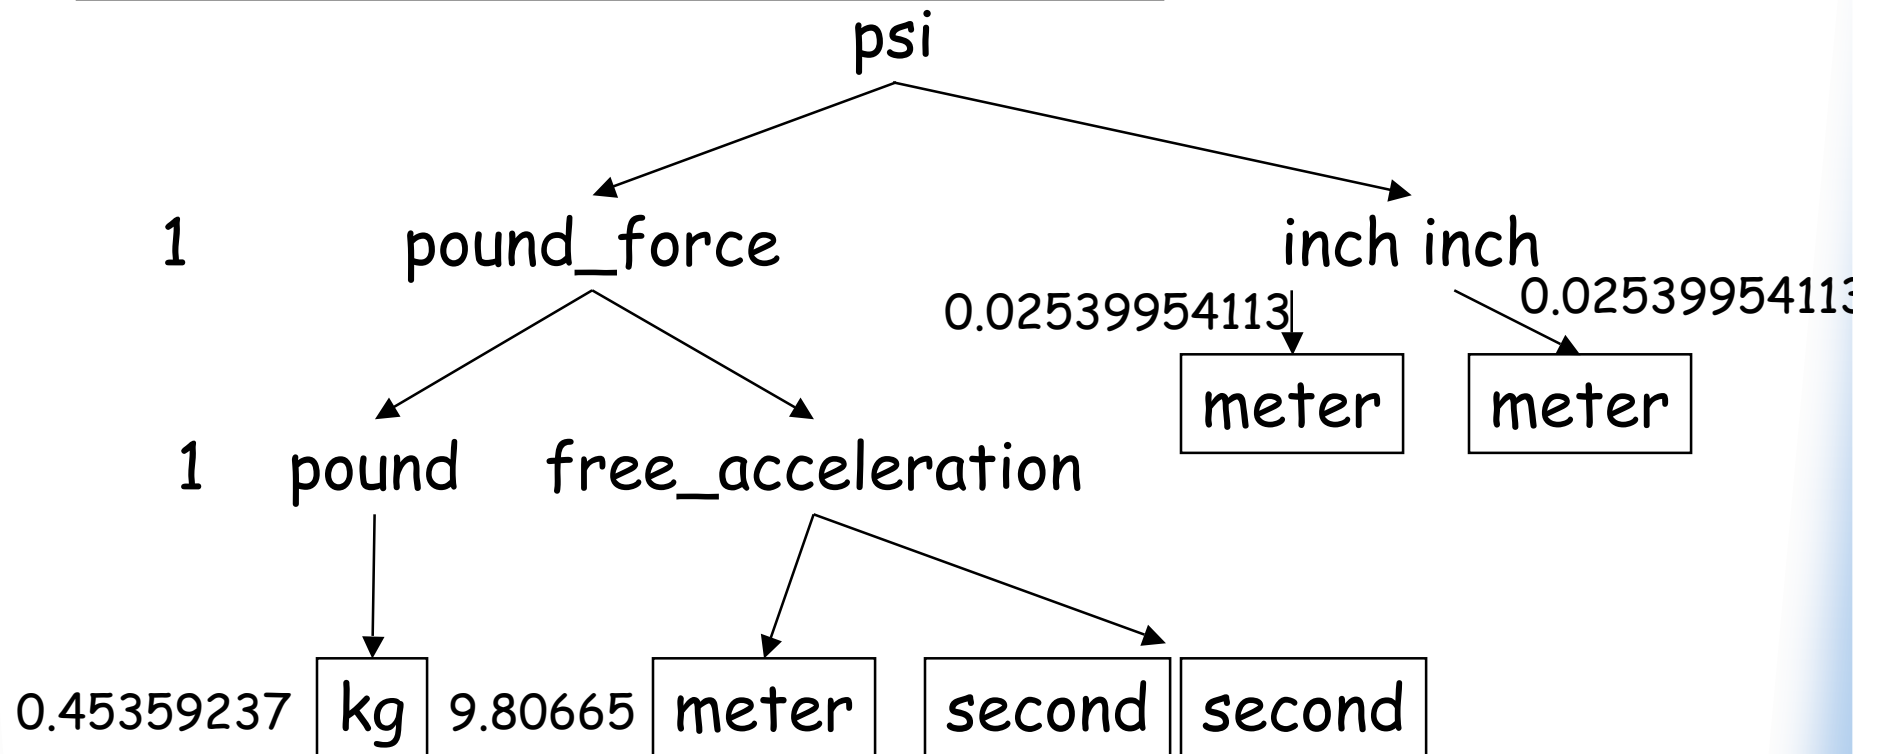 psi
1 pound_force inch inch
0.02539954113 0.02539954113
meter meter
1 pound free_acceleration
0.45359237 kg 9.80665 meter second second